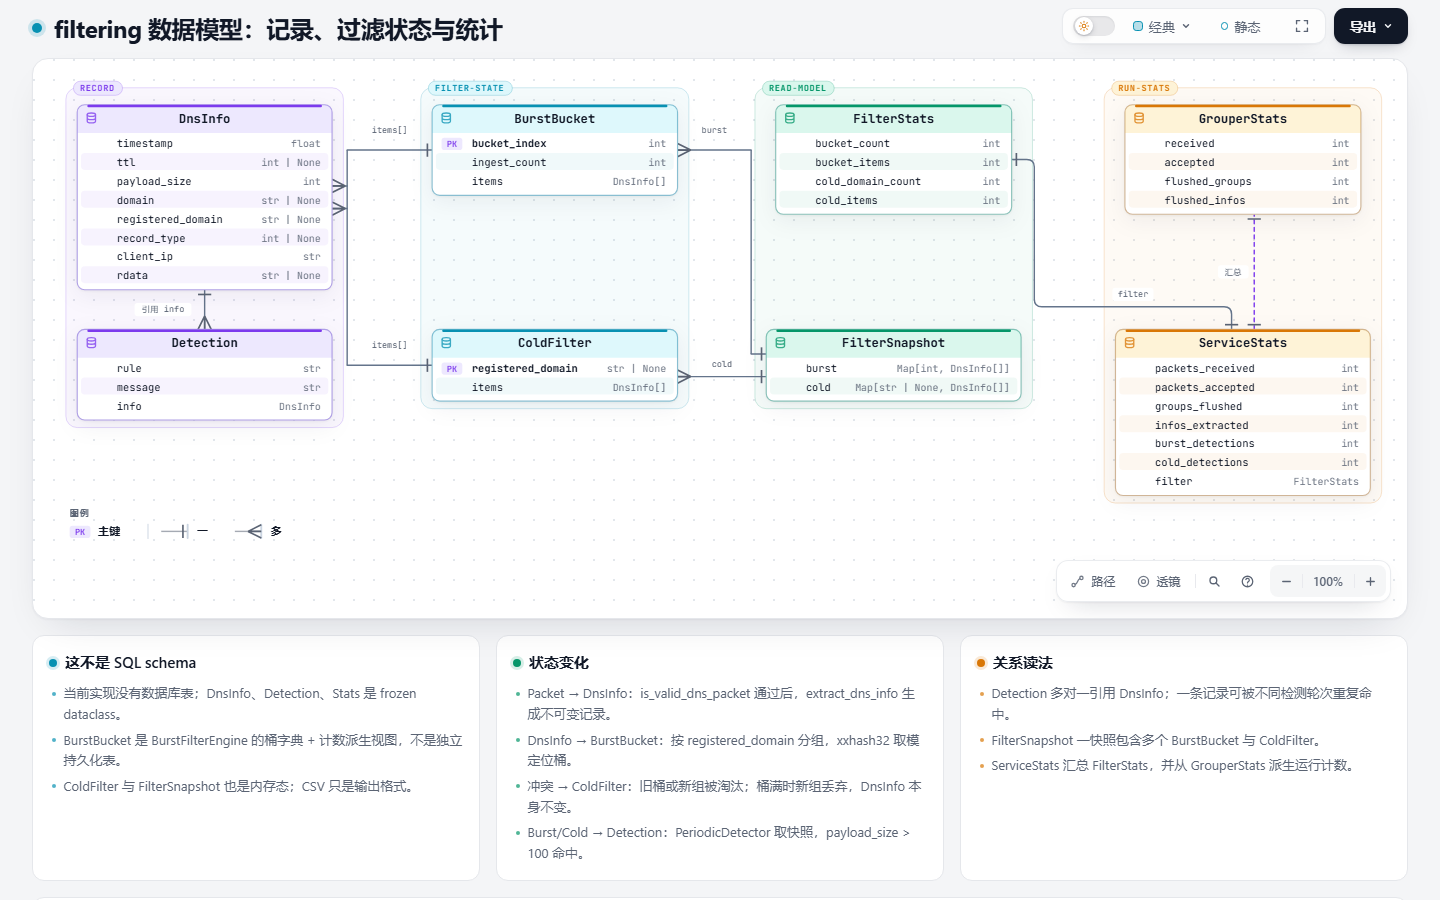 filtering 数据模型：记录、过滤状态与统计
经典
静态
导出
RECORD
DnsInfo
timestamp float
ttl int | None
payload_size int
domain str | None
registered_domain str | None
record_type int | None
client_ip str
rdata str | None
引用 info
Detection
rule str
message str
info DnsInfo
items[]
items[]
FILTER-STATE
BurstBucket
PK bucket_index int
ingest_count int
items DnsInfo[]
ColdFilter
PK registered_domain str | None
items DnsInfo[]
burst
cold
READ-MODEL
FilterStats
bucket_count int
bucket_items int
cold_domain_count int
cold_items int
FilterSnapshot
burst Map[int, DnsInfo[]]
cold Map[str | None, DnsInfo[]]
filter
RUN-STATS
GrouperStats
received int
accepted int
flushed_groups int
flushed_infos int
汇总
ServiceStats
packets_received int
packets_accepted int
groups_flushed int
infos_extracted int
burst_detections int
cold_detections int
filter FilterStats
图例
PK 主键 一 多
路径 透镜 − 100% +
这不是 SQL schema
当前实现没有数据库表；DnsInfo、Detection、Stats 是 frozen
dataclass。
BurstBucket 是 BurstFilterEngine 的桶字典 + 计数派生视图，不是独立
持久化表。
ColdFilter 与 FilterSnapshot 也是内存态；CSV 只是输出格式。
状态变化
Packet → DnsInfo：is_valid_dns_packet 通过后，extract_dns_info 生
成不可变记录。
DnsInfo → BurstBucket：按 registered_domain 分组，xxhash32 取模
定位桶。
冲突 → ColdFilter：旧桶或新组被淘汰；桶满时新组丢弃，DnsInfo 本
身不变。
Burst/Cold → Detection：PeriodicDetector 取快照，payload_size >
100 命中。
关系读法
Detection 多对一引用 DnsInfo；一条记录可被不同检测轮次重复命
中。
FilterSnapshot 一快照包含多个 BurstBucket 与 ColdFilter。
ServiceStats 汇总 FilterStats，并从 GrouperStats 派生运行计数。